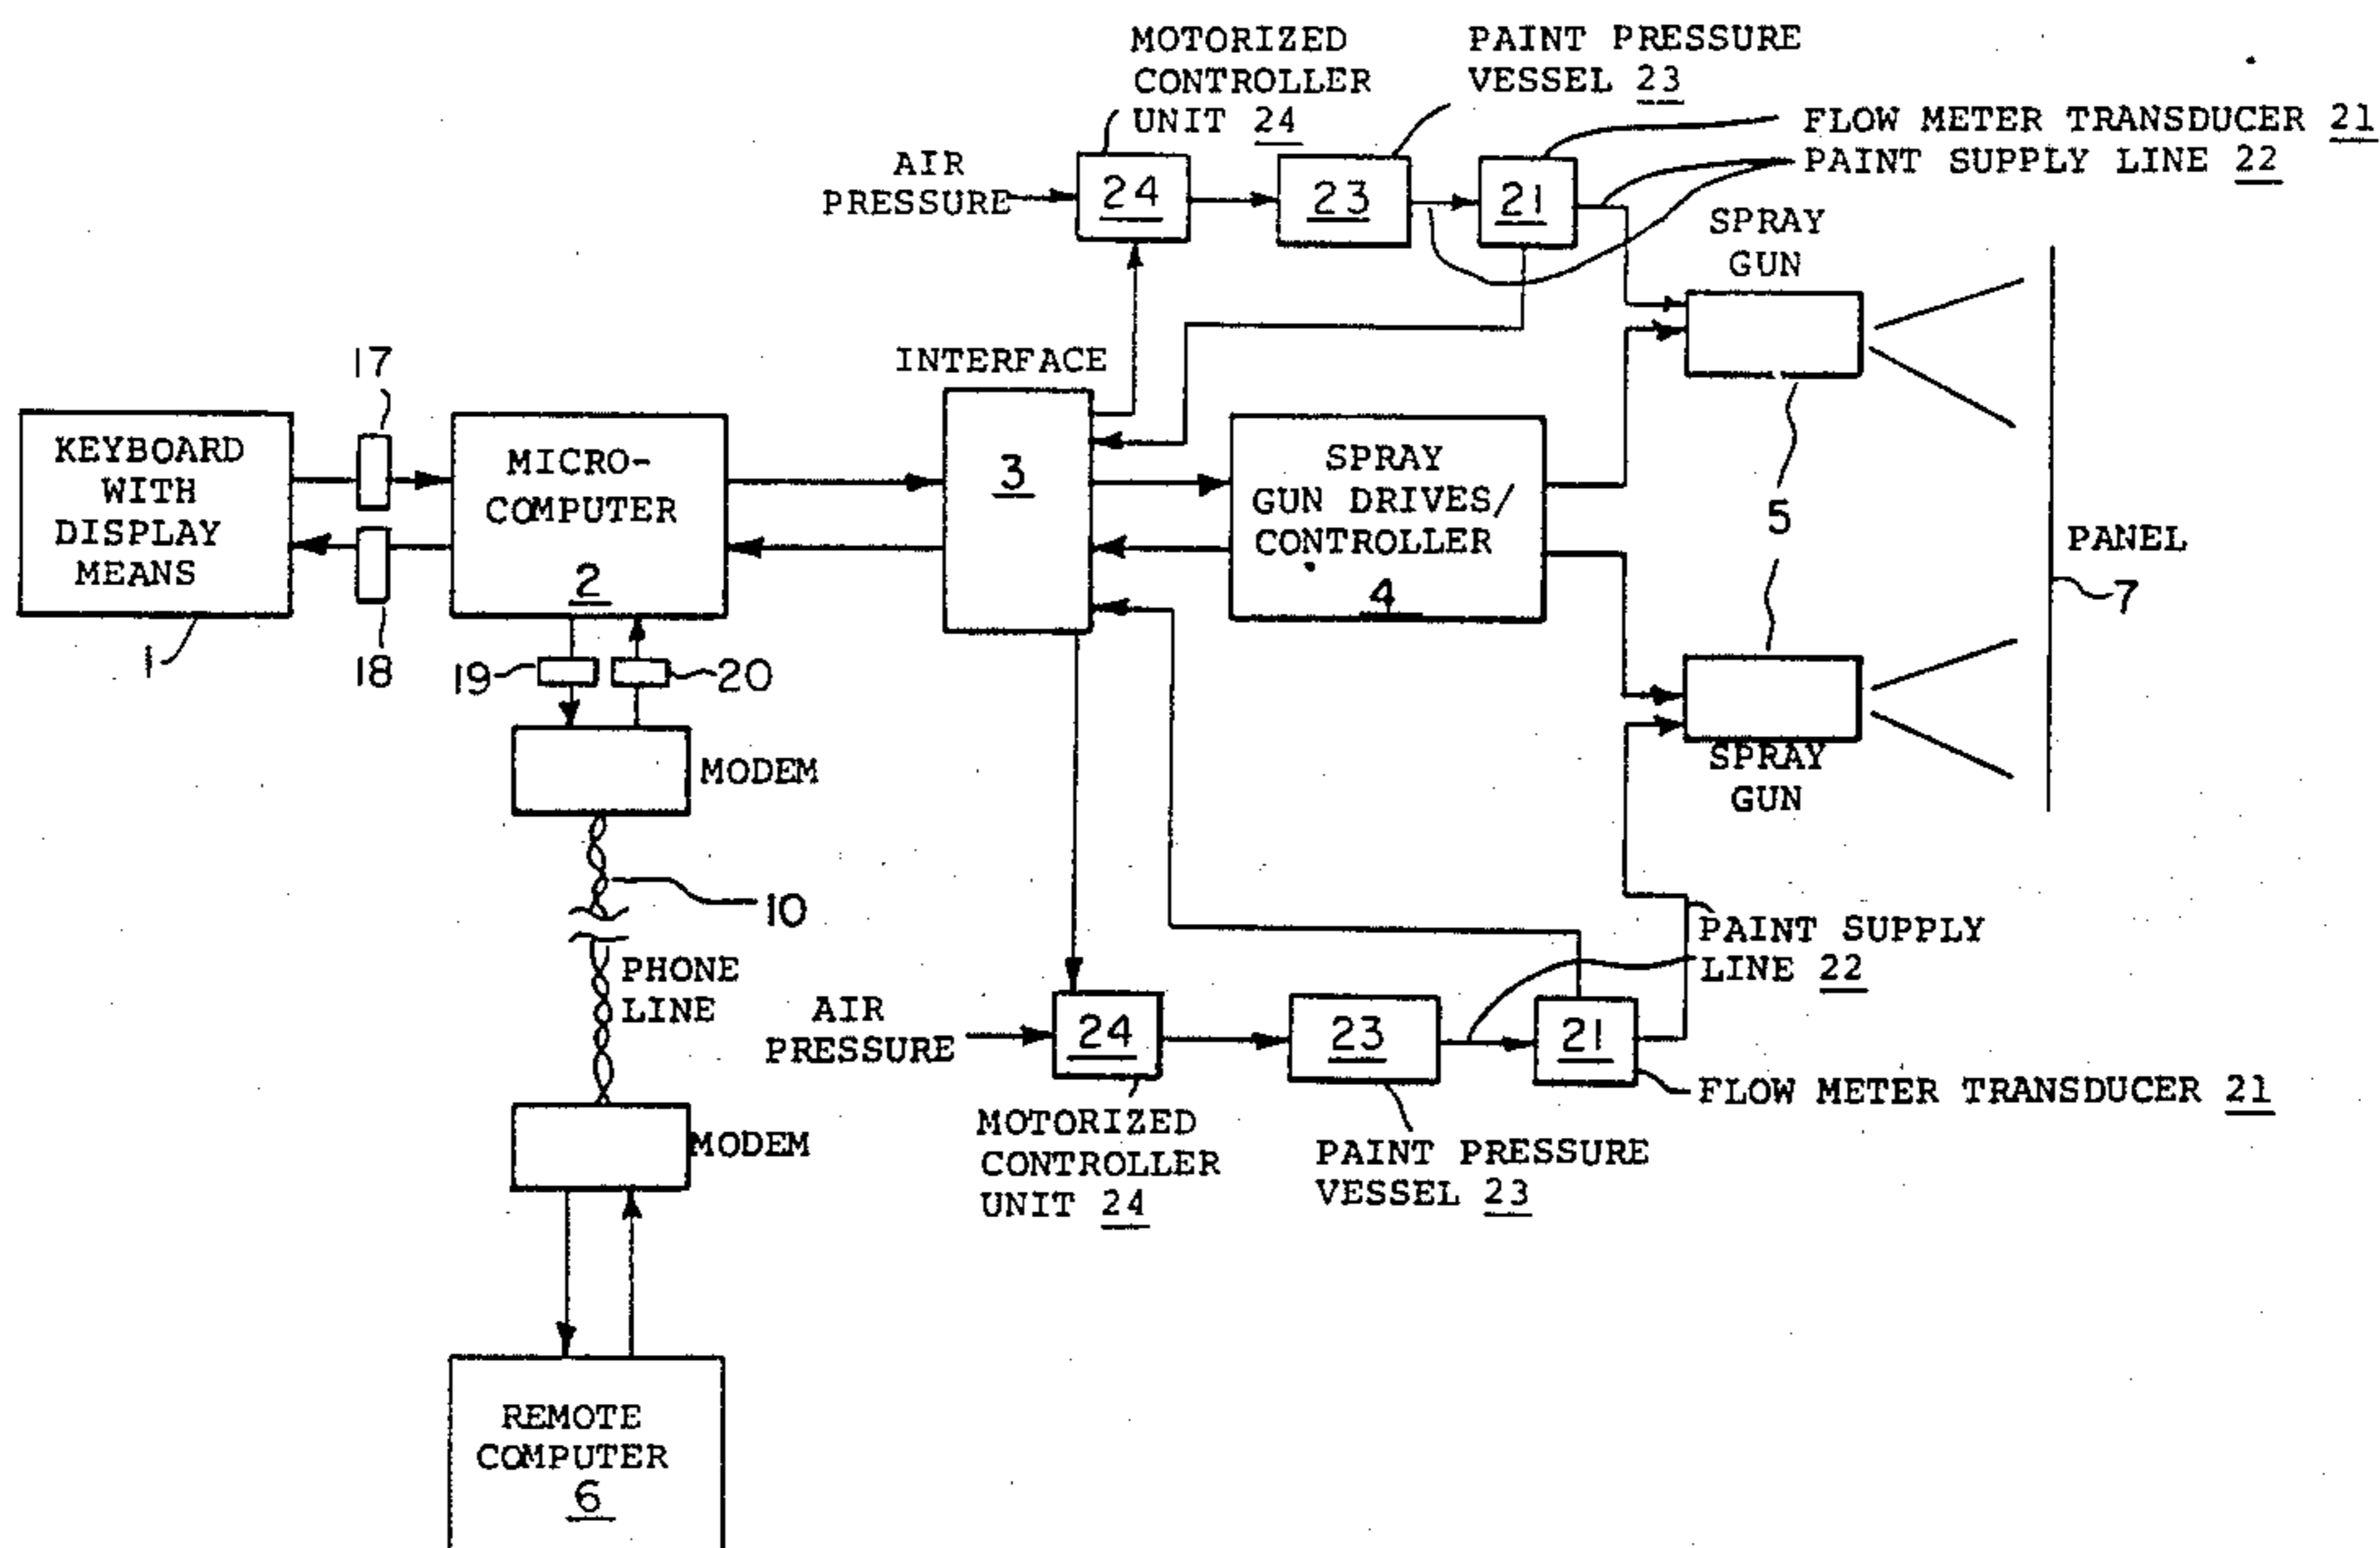 MOTORIZED
CONTROLLER
UNIT 24
PAINT PRESSURE
VESSEL 23
FLOW METER TRANSDUCER 21
PAINT SUPPLY LINE 22
AIR
PRESSURE
24
23
21
SPRAY
GUN
INTERFACE
17
KEYBOARD
WITH
DISPLAY
MEANS
1
18
MICRO-
COMPUTER
2
3
SPRAY
GUN DRIVES/
CONTROLLER
4
5
PANEL
7
19
20
MODEM
SPRAY
GUN
10
PHONE
LINE
PAINT SUPPLY
LINE 22
AIR
PRESSURE
24
23
21
FLOW METER TRANSDUCER 21
MOTORIZED
CONTROLLER
UNIT 24
PAINT PRESSURE
VESSEL 23
MODEM
REMOTE
COMPUTER
6